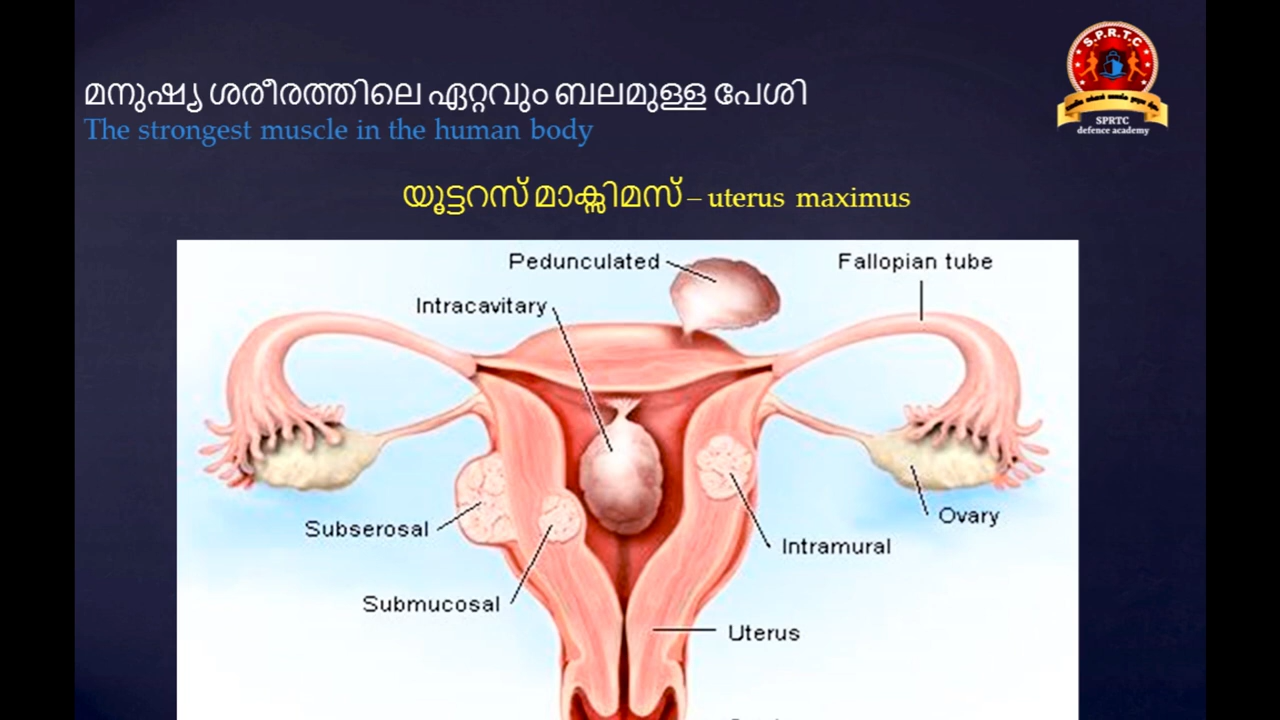 S.P.R.T.C
SPRTC
defence academy
മനുഷ്യ ശരീരത്തിലെ ഏറ്റവും ബലമുള്ള പേശി
The strongest muscle in the human body
യൂട്ടറസ് മാക്സിമസ് – uterus maximus
Pedunculated
Fallopian tube
Intracavitary
Subserosal
Ovary
Intramural
Submucosal
Uterus